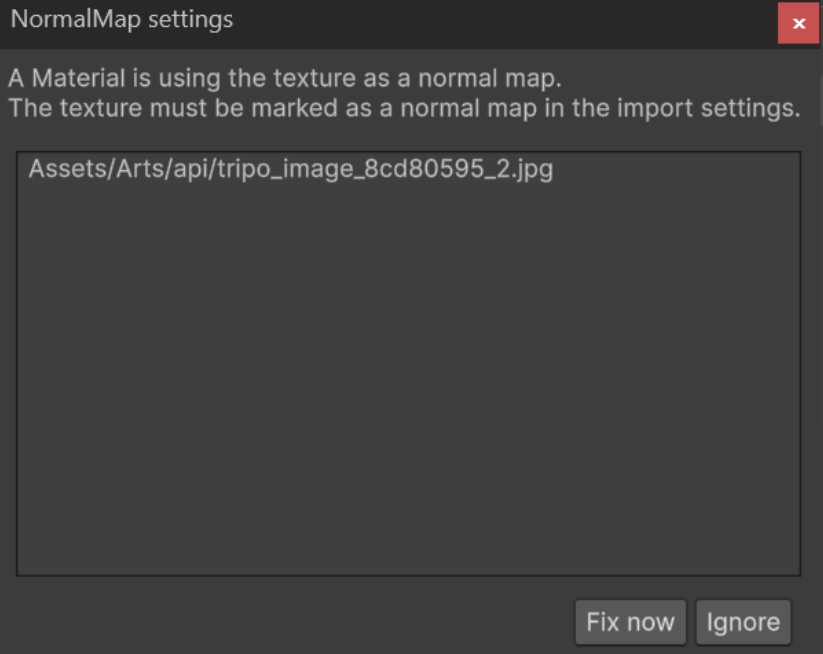 NormalMap settings
x
A Material is using the texture as a normal map.
The texture must be marked as a normal map in the import settings.
Assets/Arts/api/tripo_image_8cd80595_2.jpg
Fix now
Ignore